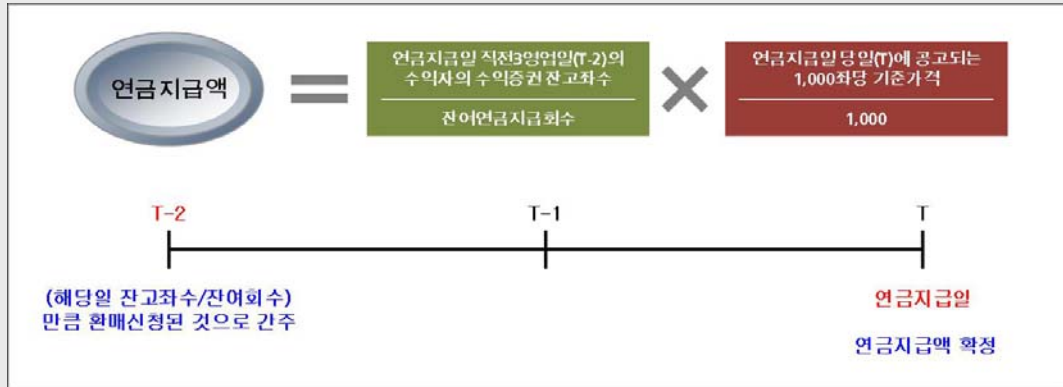 연금지급액
=
연금지급일 직전3영업일(T-2)의
수익사의 수익증권 잔고좌수
잔여연금지급회수
×
연금지급일 당일(T)에 공고되는
1,000좌당 기준가격
1,000
T-2
T-1
T
(해당일 잔고좌수/잔여회수)
만큼 환매신청된 것으로 간주
연금지급일
연금지급액 확정